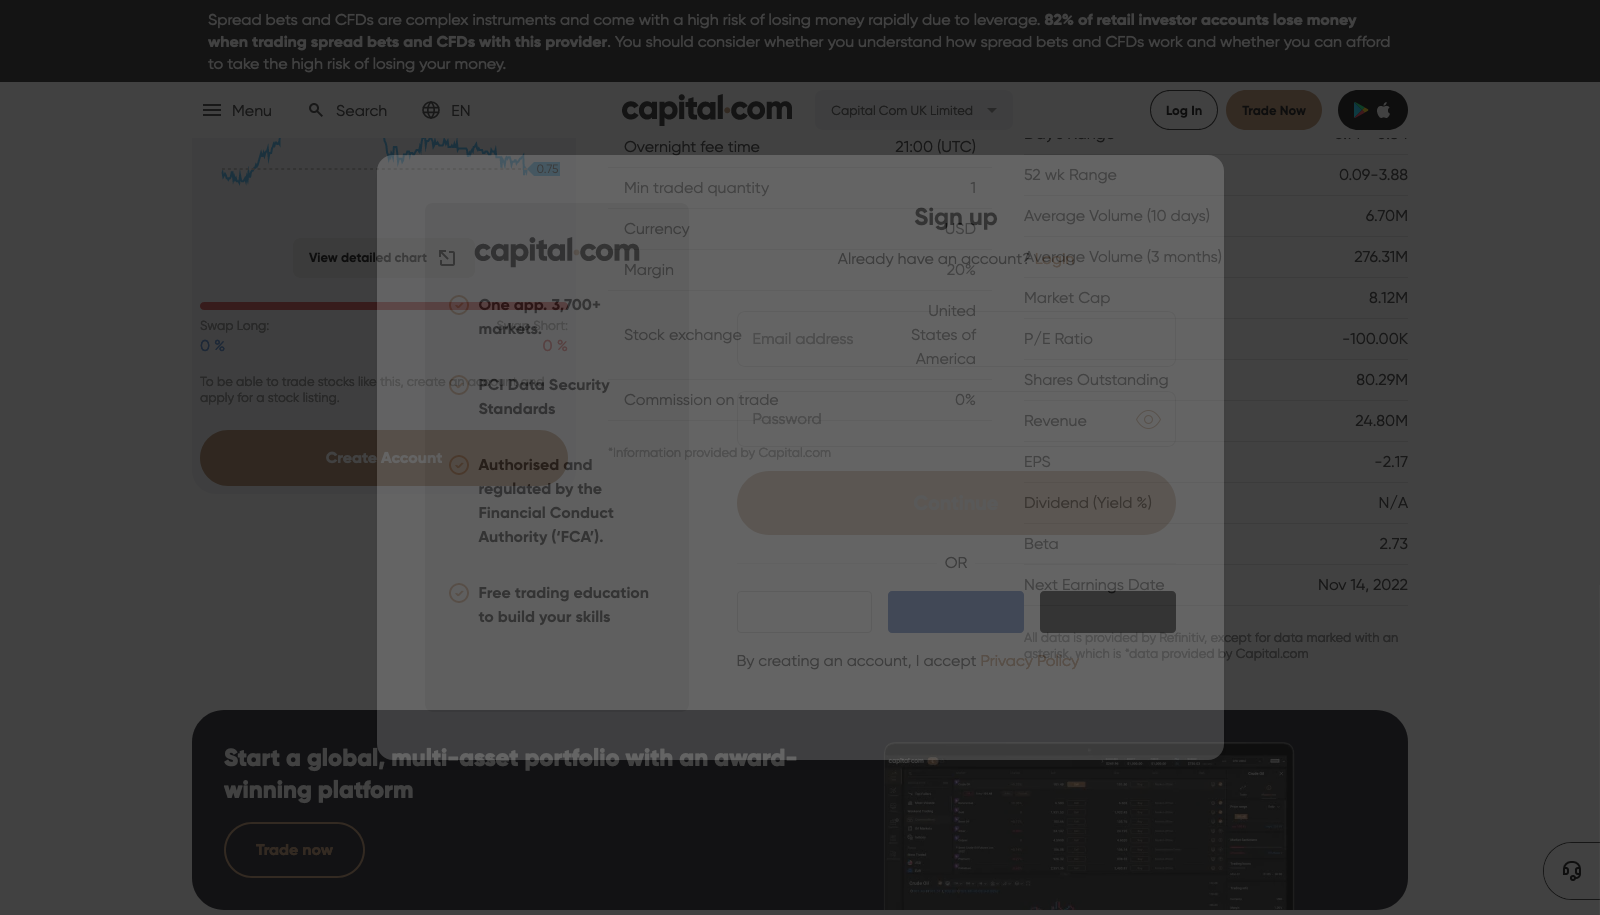 Spread bets and CFDs are complex instruments and come with a high risk of losing money rapidly due to leverage. 82% of retail investor accounts lose money
when trading spread bets and CFDs with this provider. You should consider whether you understand how spread bets and CFDs work and whether you can afford
to take the high risk of losing your money.
Menu
Search
EN
capital.com
Capital Com UK Limited
Log In
Trade Now
0.75
View detailed chart
Swap Long:
Swap Short:
0 %
0 %
To be able to trade stocks like this, create an account and
apply for a stock listing.
Create Account
Overnight fee time 21:00 (UTC)
Min traded quantity 1
Currency USD
Margin 20%
Stock exchange
United
States of
America
Commission on trade 0%
*Information provided by Capital.com
52 wk Range 0.09-3.88
Average Volume (10 days) 6.70M
Average Volume (3 months) 276.31M
Market Cap 8.12M
P/E Ratio -100.00K
Shares Outstanding 80.29M
Revenue 24.80M
EPS -2.17
Dividend (Yield %) N/A
Beta 2.73
Next Earnings Date Nov 14, 2022
All data is provided by Refinitiv, except for data marked with an
asterisk, which is *data provided by Capital.com
capital.com
One app. 3,700+
markets.
PCI Data Security
Standards
Authorised and
regulated by the
Financial Conduct
Authority (‘FCA’).
Free trading education
to build your skills
Sign up
Already have an account? Login
Email address
Password
Continue
OR
By creating an account, I accept Privacy Policy
Start a global, multi-asset portfolio with an award-
winning platform
Trade now
capital.com